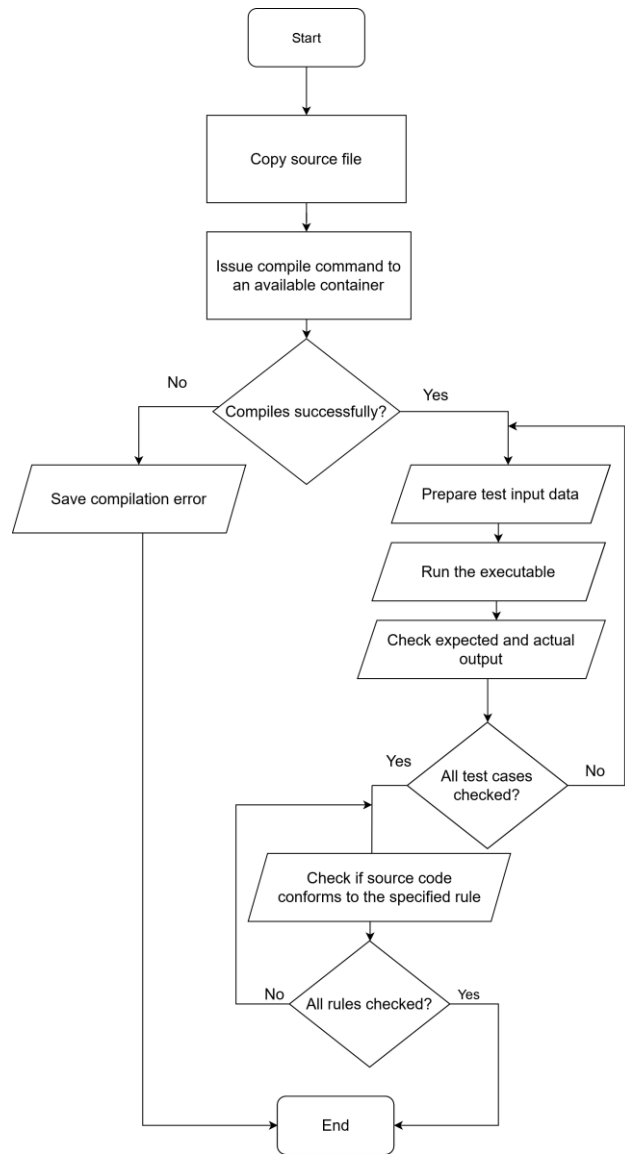 Start
Copy source file
Issue compile command to
an available container
No
Compiles successfully?
Yes
Save compilation error
Prepare test input data
Run the executable
Check expected and actual
output
Yes
All test cases
checked?
No
Check if source code
conforms to the specified rule
No
All rules checked?
Yes
End